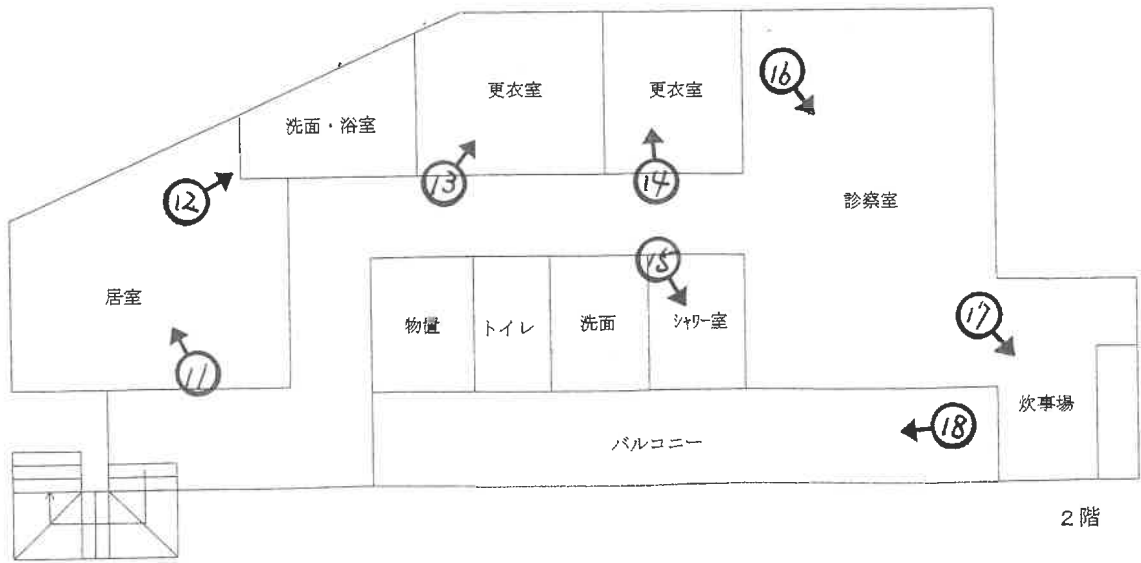 ⑯
更衣室
更衣室
洗面・浴室
⑬
⑭
⑫
診察室
⑮
居室
⑰
物置
トイレ
洗面
シャワー室
⑪
炊事場
⑱
バルコニー
2階